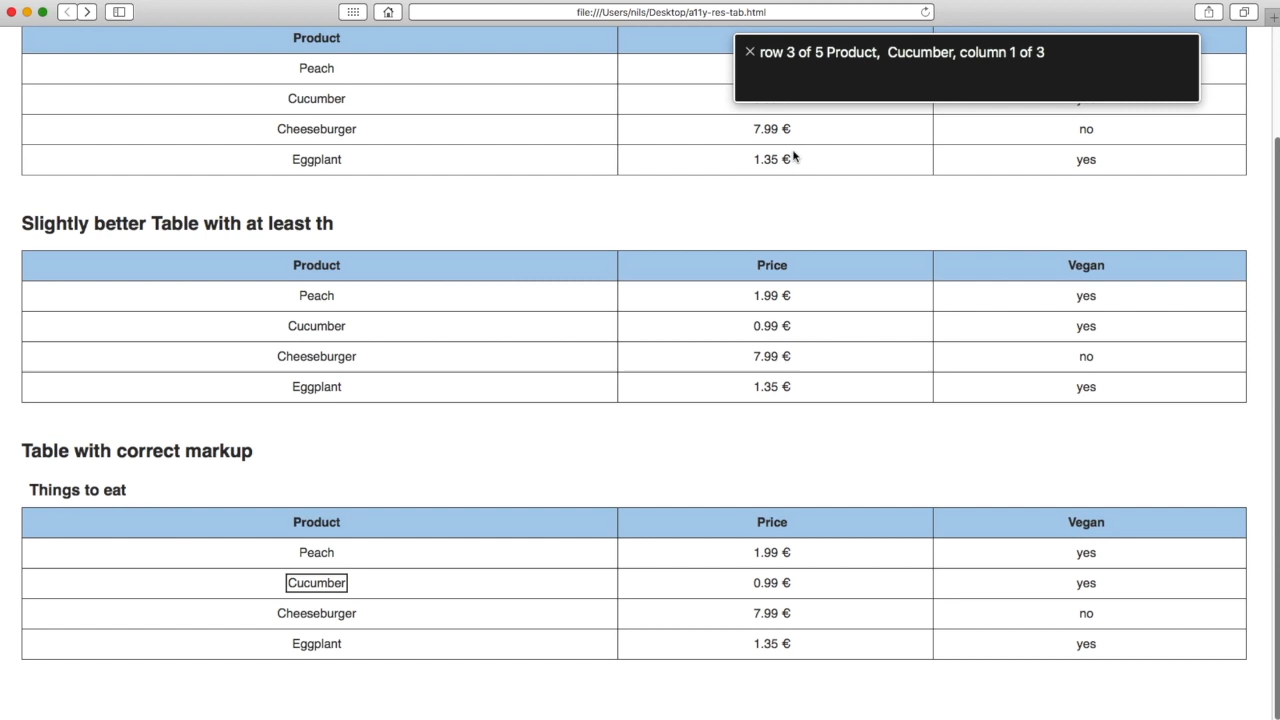 file:///Users/nils/Desktop/a11y-res-tab.html
row 3 of 5 Product, Cucumber, column 1 of 3
Product
Peach
Cucumber
Cheeseburger 7.99 € no
Eggplant 1.35 € yes
Slightly better Table with at least th
Product Price Vegan
Peach 1.99 € yes
Cucumber 0.99 € yes
Cheeseburger 7.99 € no
Eggplant 1.35 € yes
Table with correct markup
Things to eat
Product Price Vegan
Peach 1.99 € yes
Cucumber 0.99 € yes
Cheeseburger 7.99 € no
Eggplant 1.35 € yes